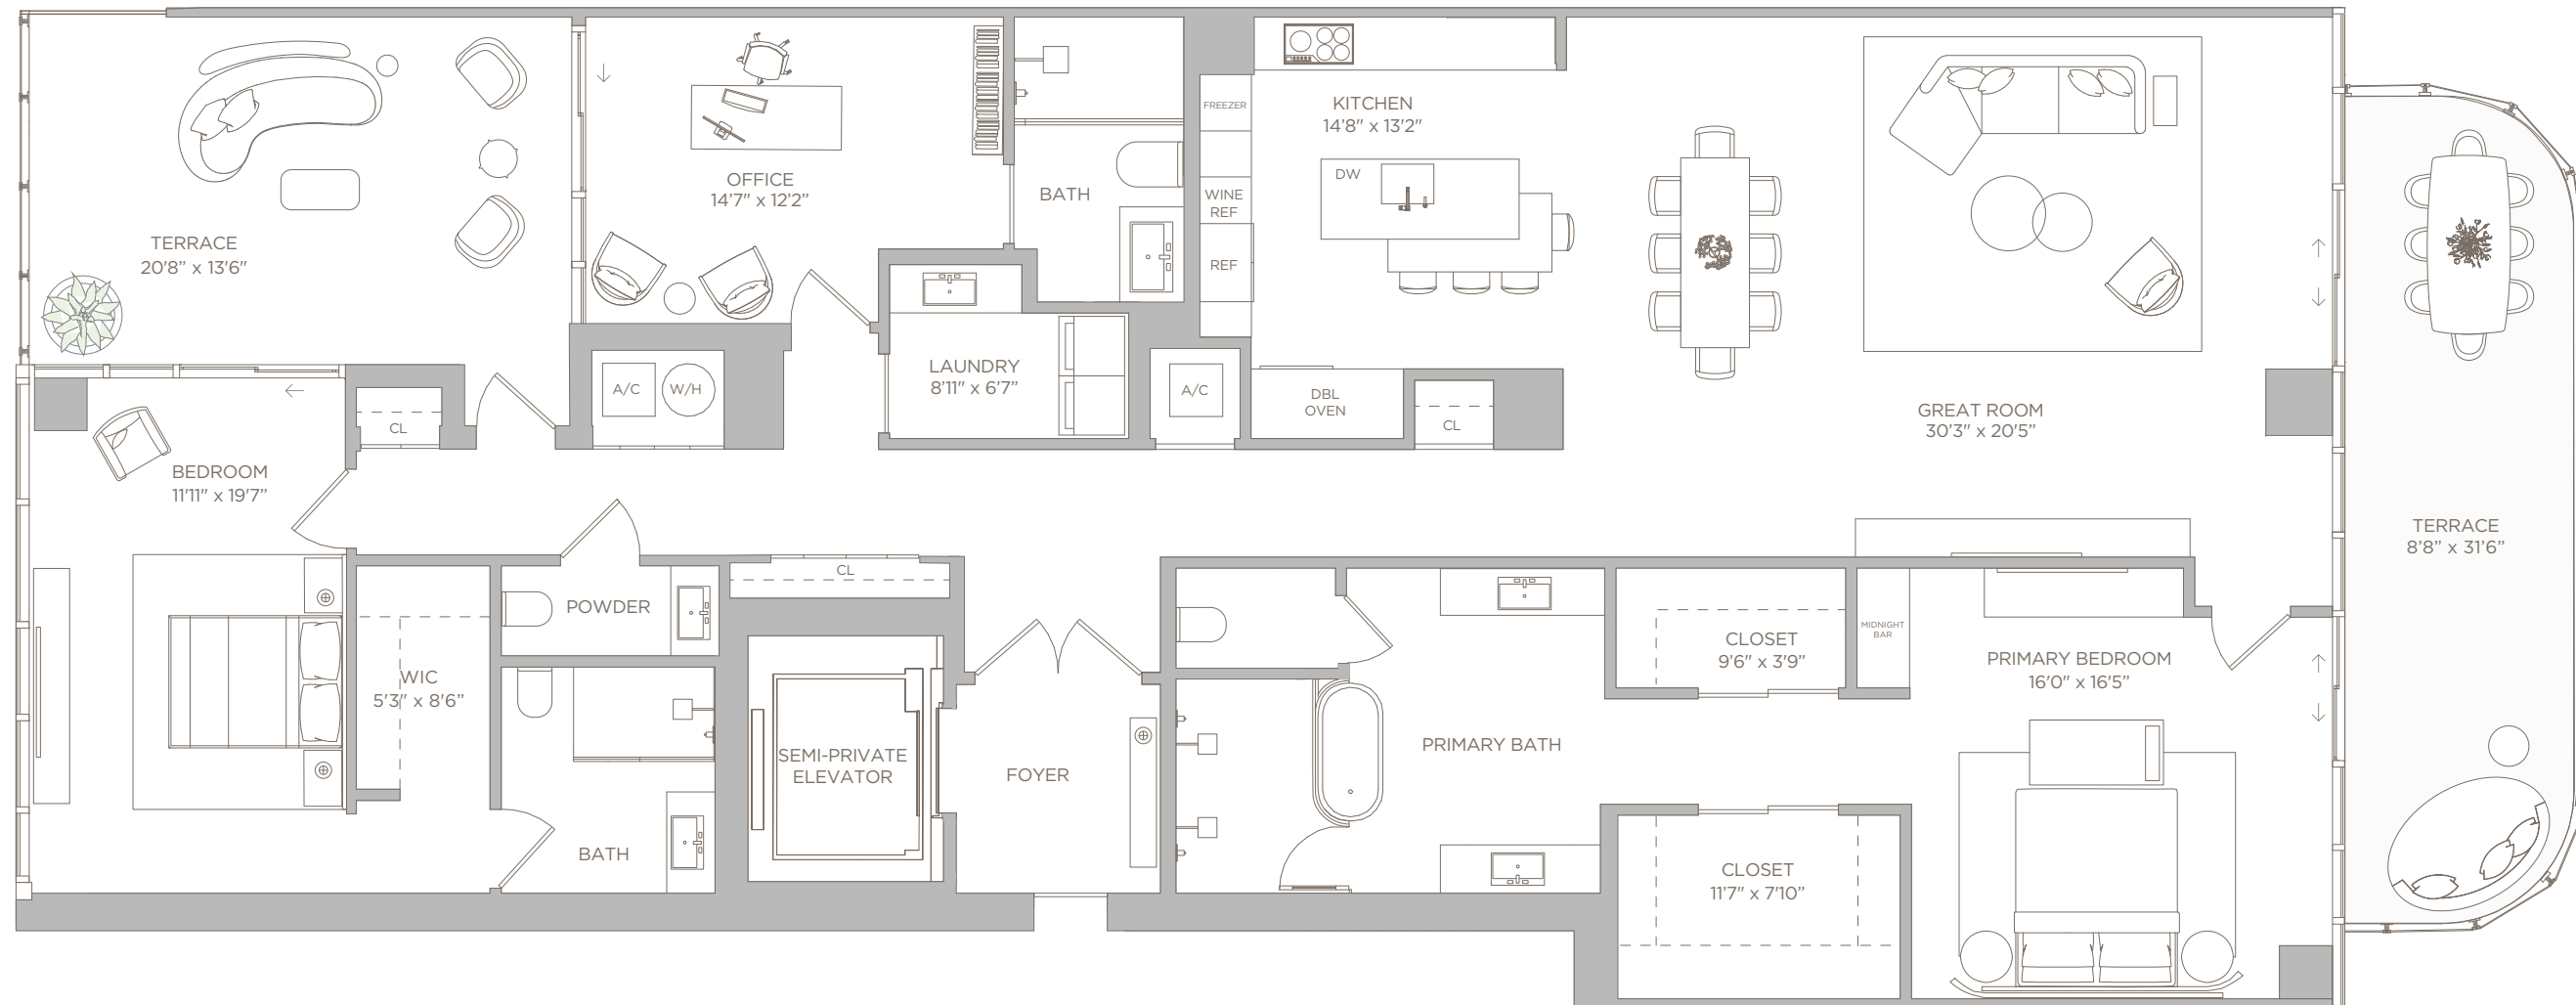 TERRACE
20'8" x 13'6"
OFFICE
14'7" x 12'2"
BATH
FREEZER
WINE
REF
REF
KITCHEN
14'8" x 13'2"
DW
GREAT ROOM
30'3" x 20'5"
TERRACE
8'8" x 31'6"
BEDROOM
11'11" x 19'7"
CL
A/C
W/H
LAUNDRY
8'11" x 6'7"
A/C
DBL
OVEN
CL
WIC
5'3" x 8'6"
POWDER
CL
BATH
SEMI-PRIVATE
ELEVATOR
FOYER
PRIMARY BATH
CLOSET
9'6" x 3'9"
MIDNIGHT
BAR
PRIMARY BEDROOM
16'0" x 16'5"
CLOSET
11'7" x 7'10"